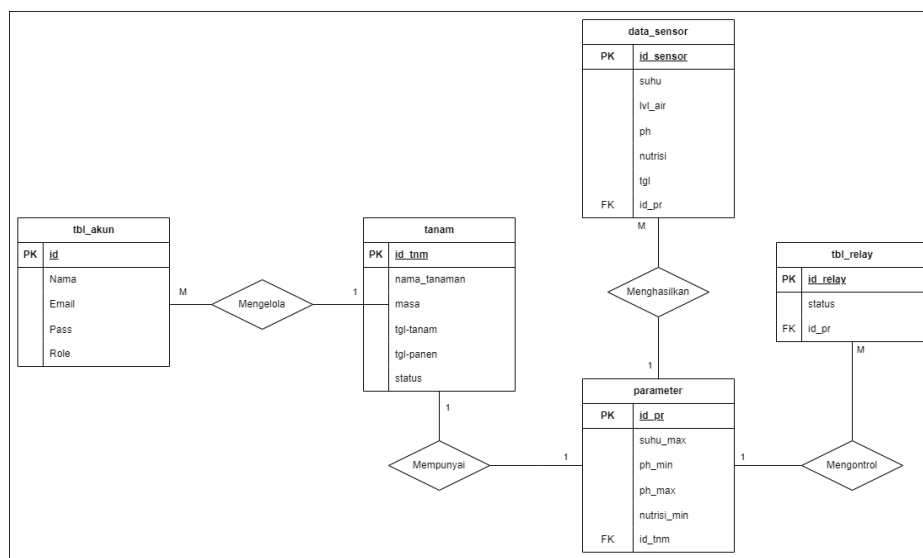 data_sensor
PK id_sensor
suhu
lvl_air
ph
nutrisi
tgl
FK id_pr
tbl_akun
PK id
Nama
Email
Pass
Role
M
Mengelola
1
tanam
PK id_tnm
nama_tanaman
masa
tgl-tanam
tgl-panen
status
M
Menghasilkan
1
tbl_relay
PK id_relay
status
FK id_pr
M
1
Mempunyai
1
parameter
PK id_pr
suhu_max
ph_min
ph_max
nutrisi_min
FK id_tnm
1
Mengontrol